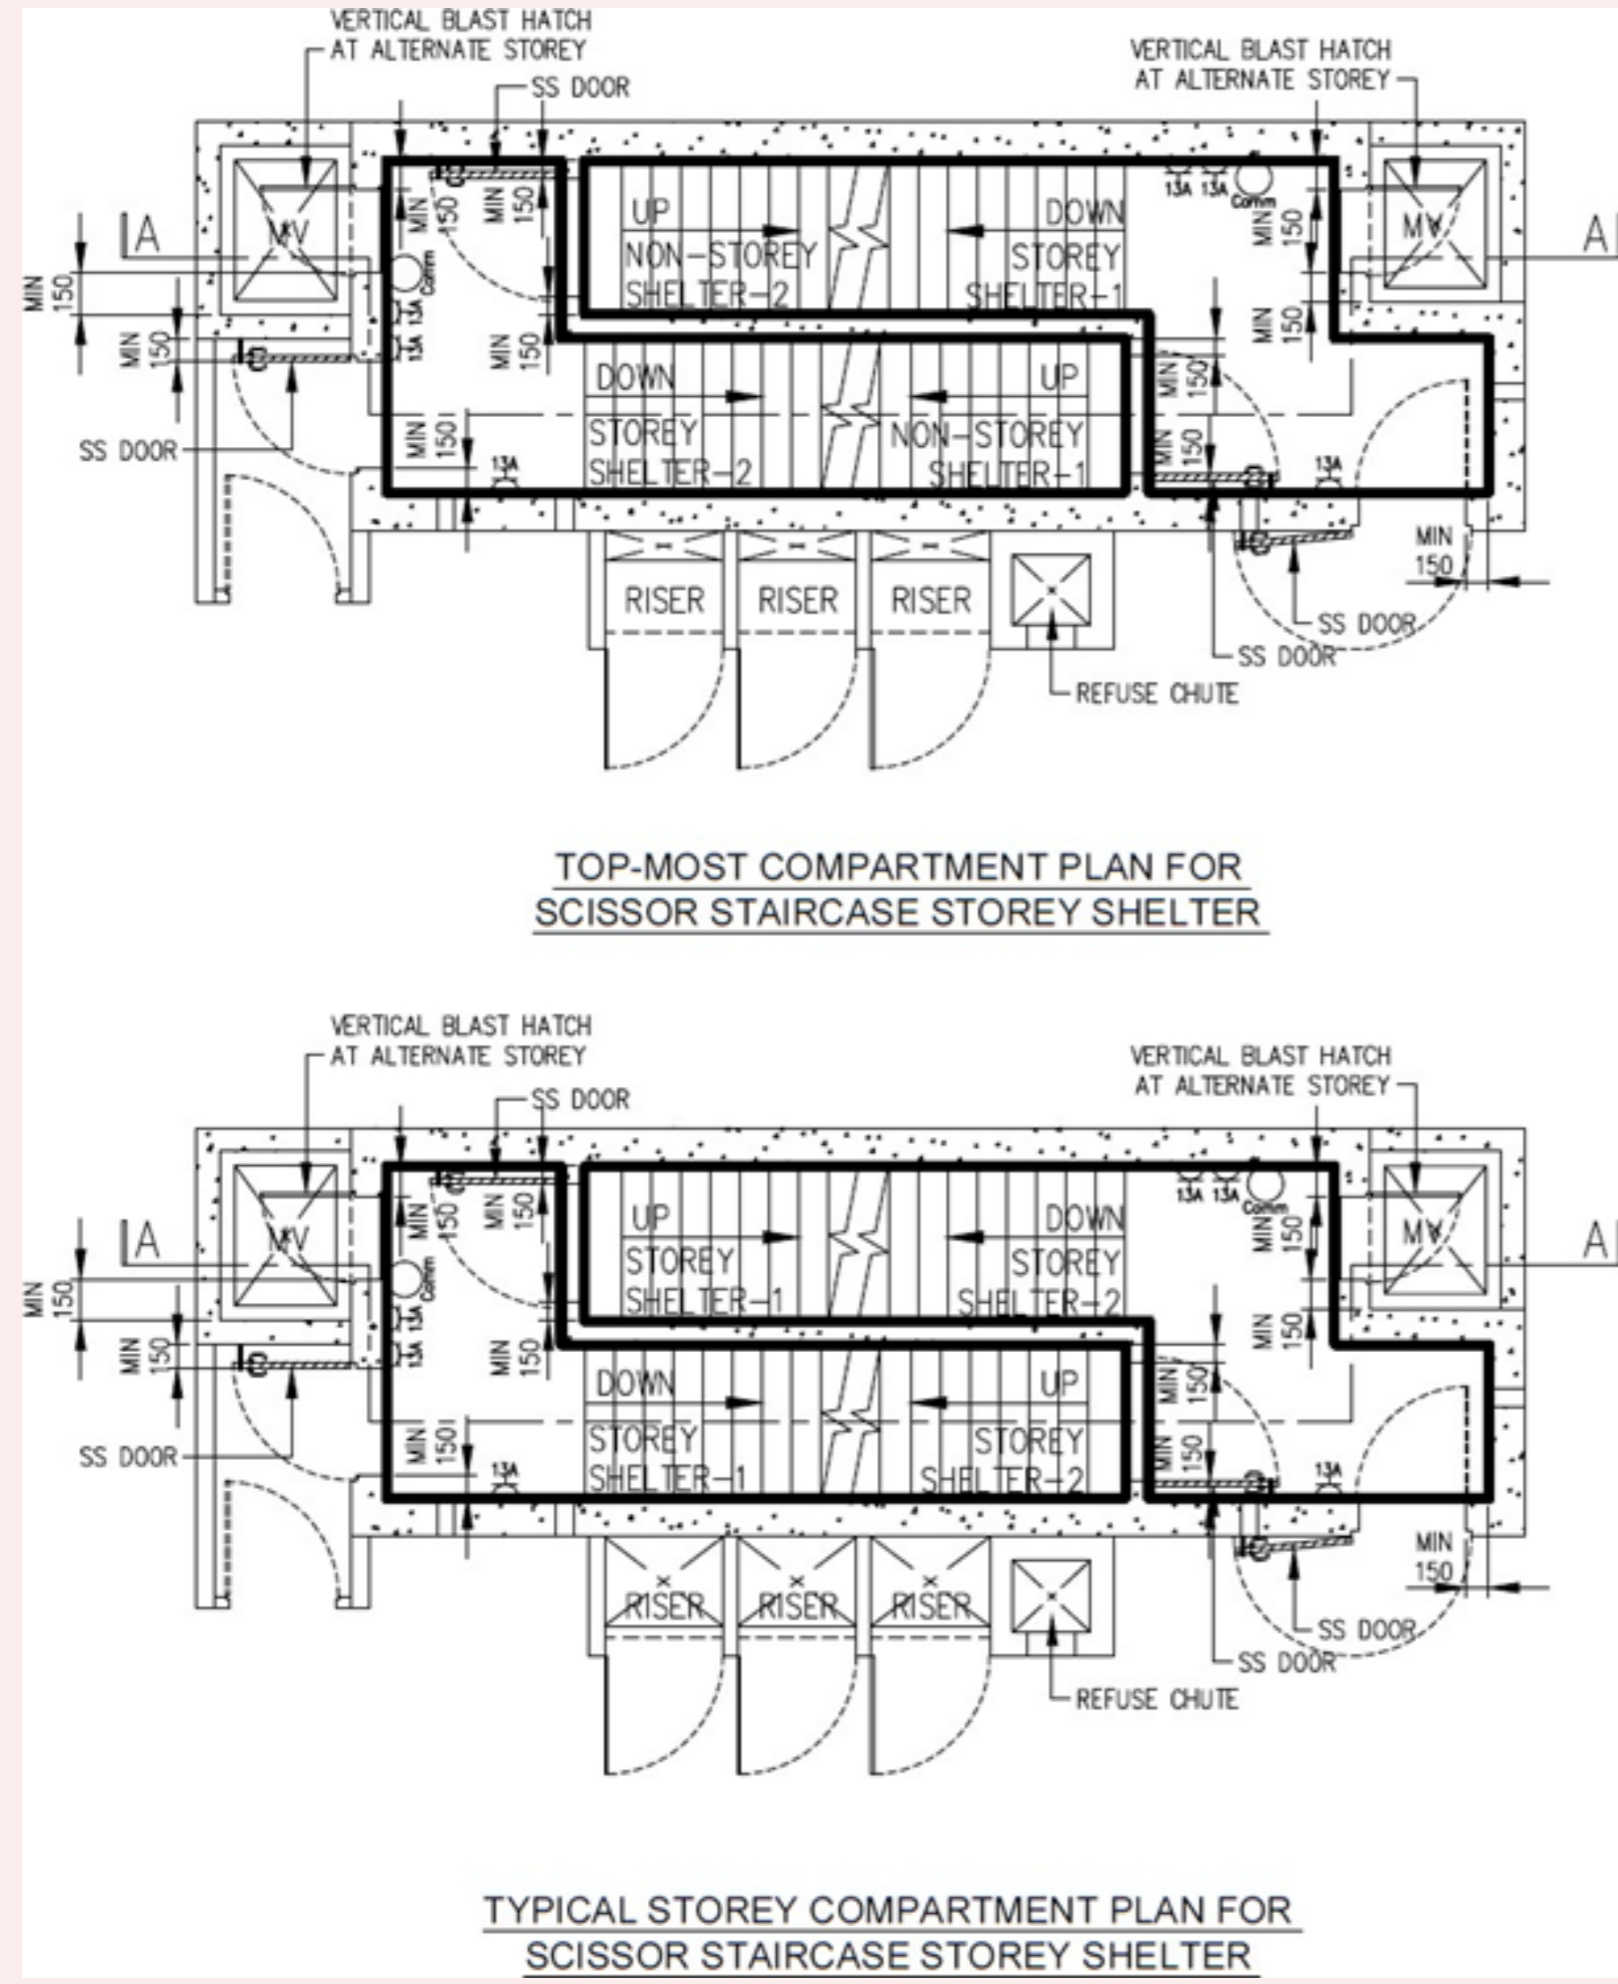 VERTICAL BLAST HATCH
AT ALTERNATE STOREY
SS DOOR
VERTICAL BLAST HATCH
AT ALTERNATE STOREY
MV
A
MIN
150
MIN
150
SS DOOR
MIN
150
MIN
150
Comm
13A
13A
MIN
150
MIN
150
13A
UP
NON-STOREY
SHELTER-2
DOWN
STOREY
SHELTER-1
DOWN
STOREY
SHELTER-2
UP
NON-STOREY
SHELTER-1
13A
13A
Comm
MIN
150
MIN
150
MIN
150
MIN
150
13A
MV
A
MIN
150
SS DOOR
SS DOOR
RISER
RISER
RISER
REFUSE CHUTE
TOP-MOST COMPARTMENT PLAN FOR
SCISSOR STAIRCASE STOREY SHELTER
VERTICAL BLAST HATCH
AT ALTERNATE STOREY
SS DOOR
VERTICAL BLAST HATCH
AT ALTERNATE STOREY
MV
A
MIN
150
MIN
150
SS DOOR
MIN
150
MIN
150
Comm
13A
13A
MIN
150
MIN
150
13A
UP
STOREY
SHELTER-1
DOWN
STOREY
SHELTER-2
DOWN
STOREY
SHELTER-1
UP
STOREY
SHELTER-2
13A
13A
Comm
MIN
150
MIN
150
MIN
150
MIN
150
13A
MV
A
MIN
150
SS DOOR
SS DOOR
RISER
RISER
RISER
REFUSE CHUTE
TYPICAL STOREY COMPARTMENT PLAN FOR
SCISSOR STAIRCASE STOREY SHELTER